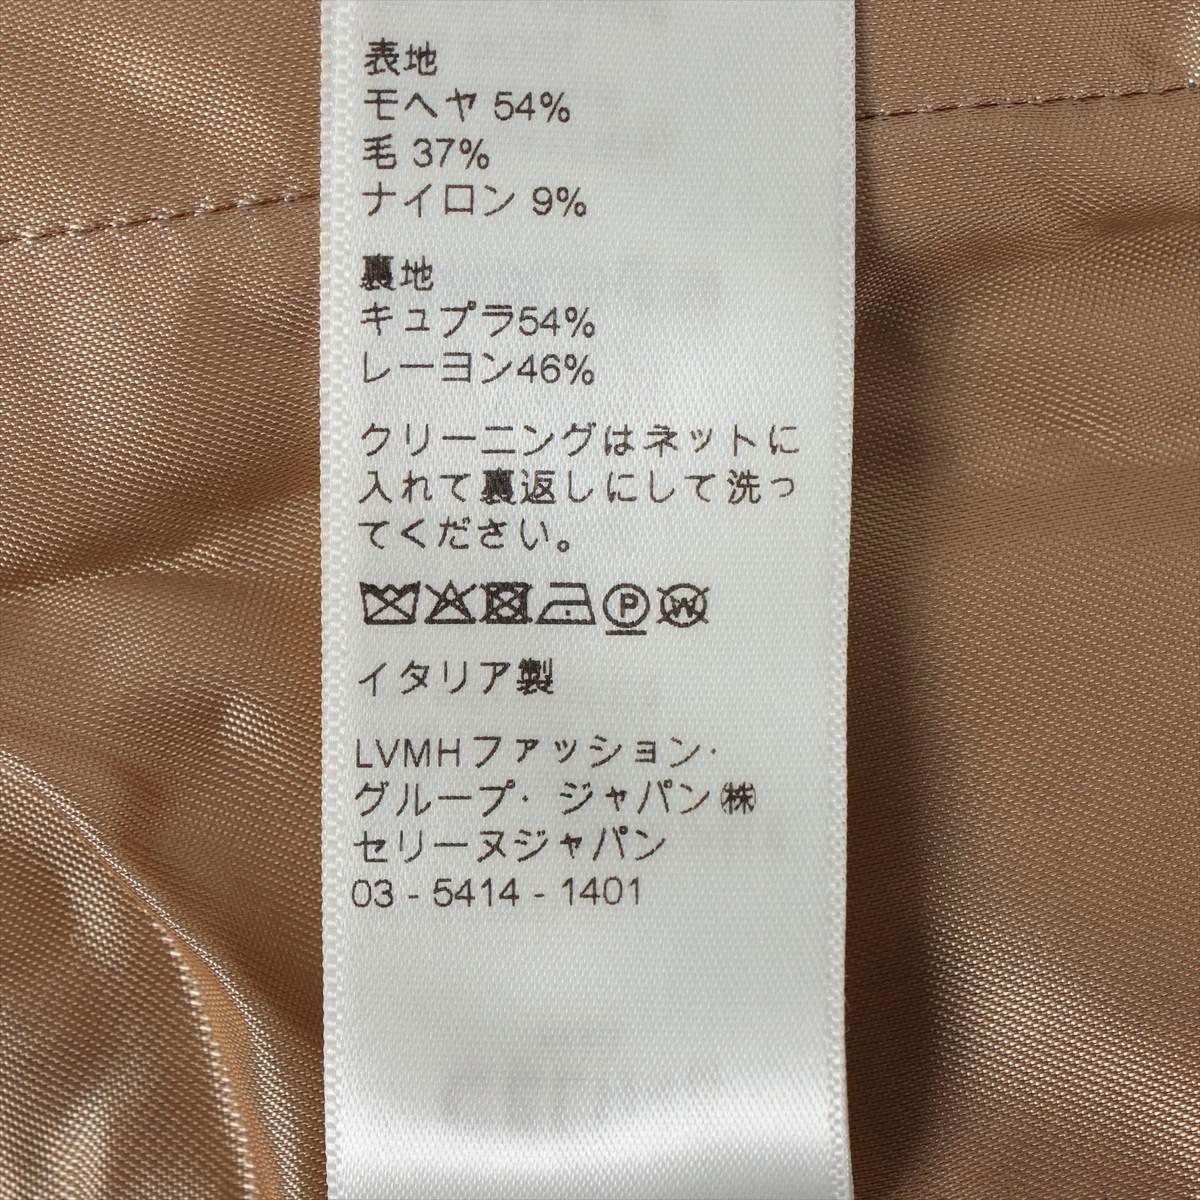 表地
モヘヤ 54%
毛 37%
ナイロン 9%
裏地
キュプラ54%
レーヨン46%
クリーニングはネットに
入れて裏返しにして洗っ
てください。
P W
イタリア製
LVMHファッション・
グループ・ジャパン㈱
セリーヌジャパン
03 - 5414 - 1401